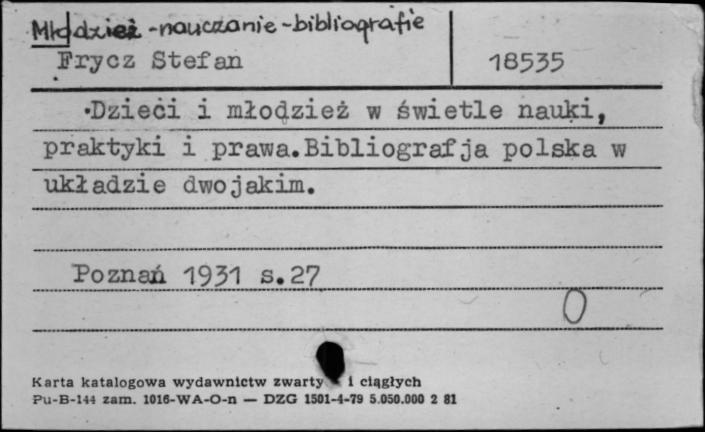 Młodzież - nauczanie - bibliografie
Frycz Stefan 18535
Dzieci i młodzież w świetle nauki,
praktyki i prawa.Bibliografja polska w
układzie dwojakim.
Poznań 1931 s.27
0
Karta katalogowa wydawnictw zwarty i ciągłych
Pu-B-144 zam. 1016-WA-O-n — DZG 1501-4-79 5.050.000 2 81